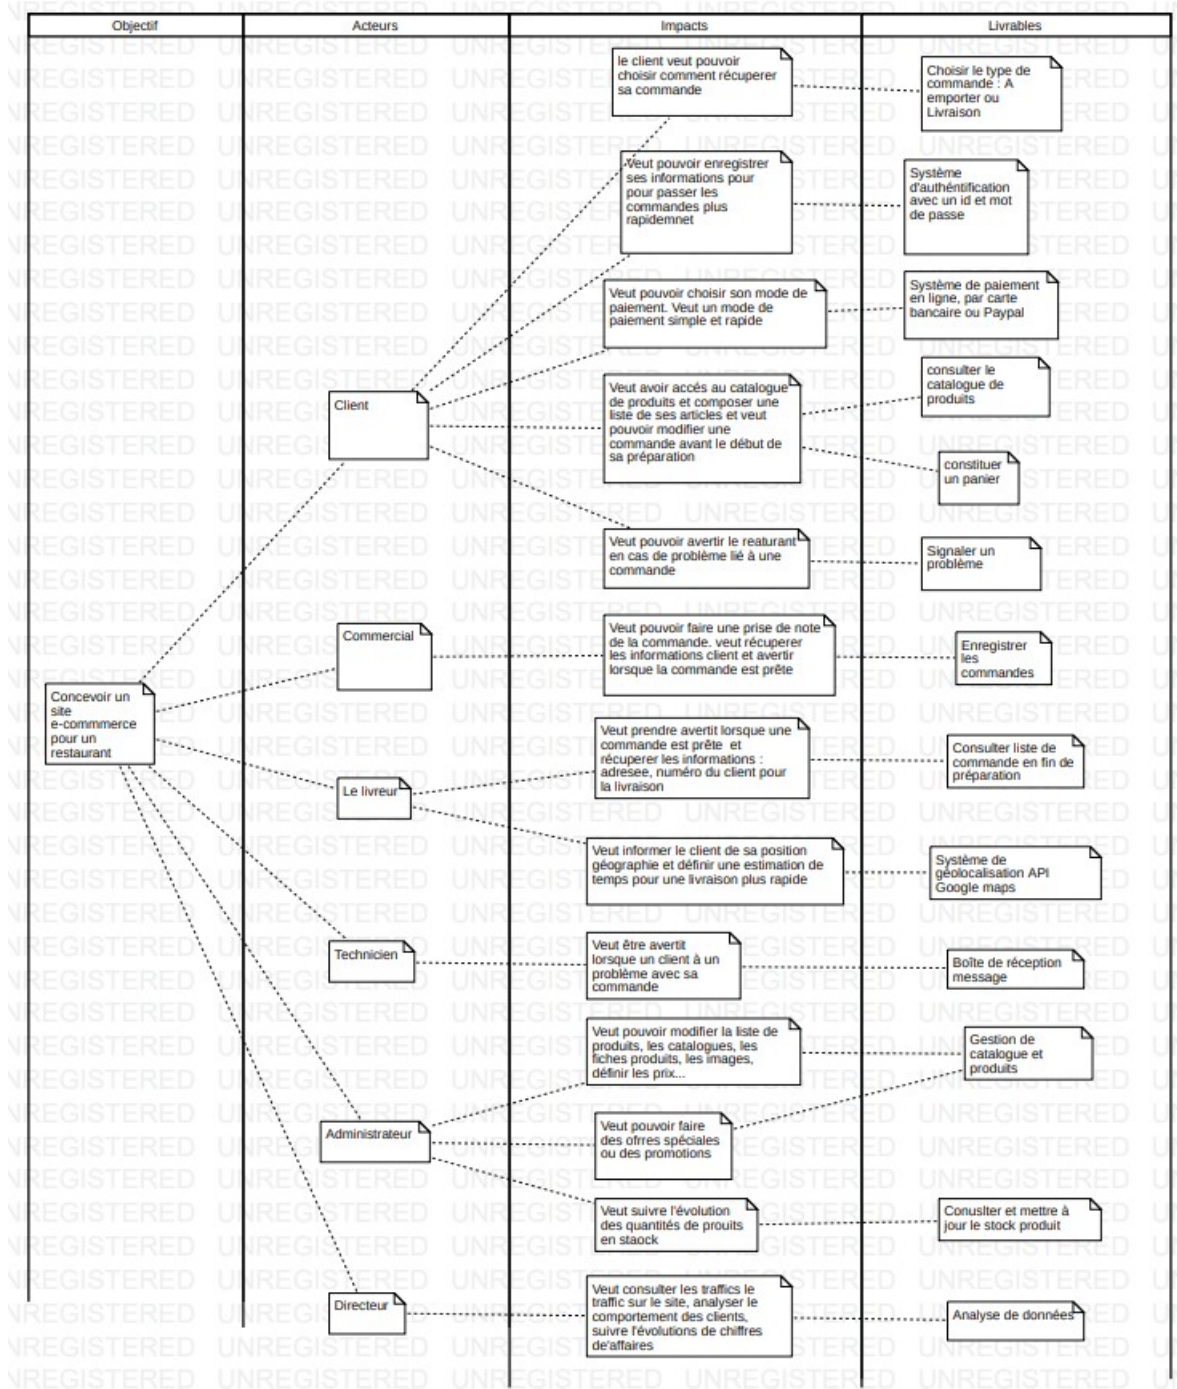 Objectif
Acteurs
Impacts
Livrables
le client veut pouvoir
choisir comment récuperer
sa commande
Choisir le type de
commande : A
emporter ou
Livraison
Veut pouvoir enregistrer
ses informations pour
pour passer les
commandes plus
rapidemnet
Système
d'authéntification
avec un id et mot
de passe
Veut pouvoir choisir son mode de
paiement. Veut un mode de
paiement simple et rapide
Système de paiement
en ligne, par carte
bancaire ou Paypal
Client
Veut avoir accés au catalogue
de produits et composer une
liste de ses articles et veut
pouvoir modifier une
commande avant le début de
sa préparation
consulter le
catalogue de
produits
constituer
un panier
Veut pouvoir avertir le reaturant
en cas de problème lié à une
commande
Signaler un
problème
Commercial
Veut pouvoir faire une prise de note
de la commande. veut récuperer
les informations client et avertir
lorsque la commande est prête
Enregistrer
les
commandes
Concevoir un
site
e-commmerce
pour un
restaurant
Le livreur
Veut prendre avertit lorsque une
commande est prête et
récuperer les informations :
adresee, numéro du client pour
la livraison
Consulter liste de
commande en fin de
préparation
Veut informer le client de sa position
géographie et définir une estimation de
temps pour une livraison plus rapide
Système de
géolocalisation API
Google maps
Technicien
Veut être avertit
lorsque un client à un
problème avec sa
commande
Boîte de réception
message
Veut pouvoir modifier la liste de
produits, les catalogues, les
fiches produits, les images,
définir les prix...
Gestion de
catalogue et
produits
Administrateur
Veut pouvoir faire
des ofrres spéciales
ou des promotions
Veut suivre l'évolution
des quantités de prouits
en staock
Conuslter et mettre à
jour le stock produit
Directeur
Veut consulter les traffics le
traffic sur le site, analyser le
comportement des clients,
suivre l'évolutions de chiffres
de'affaires
Analyse de données
UNREGISTERED